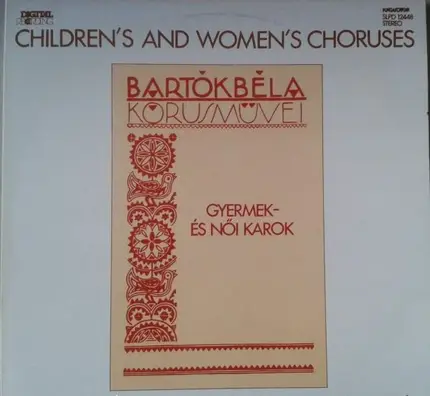 DIGITAL
RECORDING
HUNGAROTON
SLPD 12448
STEREO
CHILDREN'S AND WOMEN'S CHORUSES
BARTÓK BÉLA
KÓRUSMŰVEI
GYERMEK-
ÉS NŐI KAROK